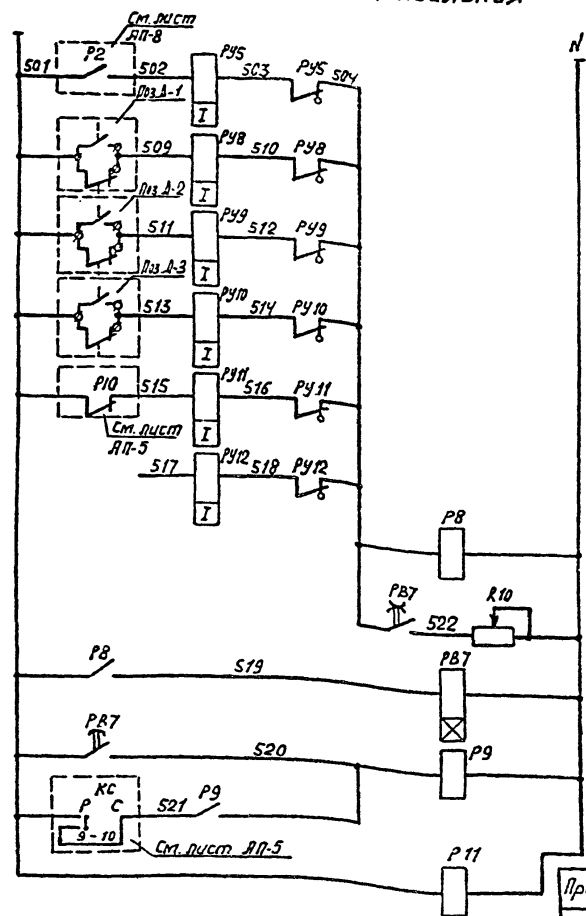 См. лист
АП-8
N
501
Р2
502
РУ5
503
РУ5
504
I
Поз. А-1
509
РУ8
510
РУ8
I
Поз. А-2
511
РУ9
512
РУ9
I
Поз. А-3
513
РУ10
514
РУ10
I
Р10
515
РУ11
516
РУ11
См. лист
АП-5
I
517
РУ12
518
РУ12
I
Р8
РВ7
522
R10
Р8
519
РВ7
РВ7
520
Р9
КС
Р С
521
Р9
9-10
См. лист АП-5
Р11